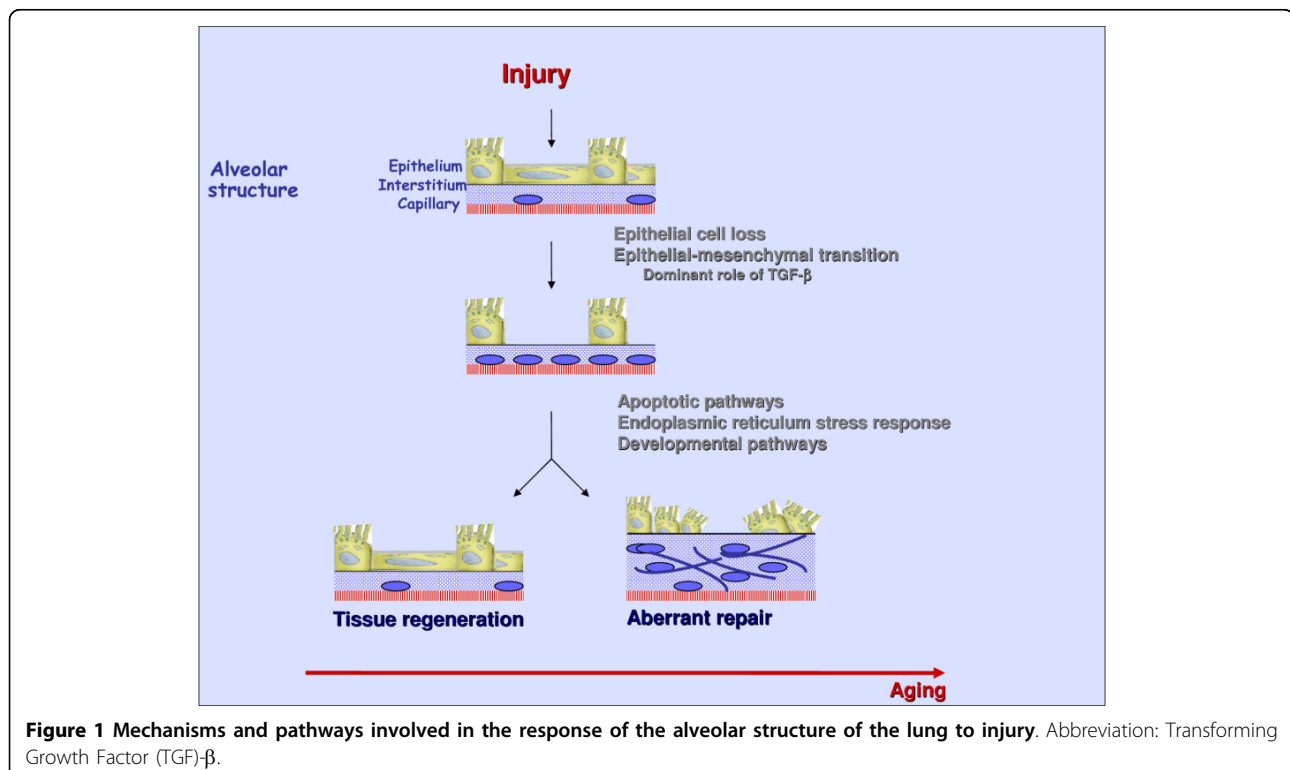 Injury
Alveolar
structure
Epithelium
Interstitium
Capillary
Epithelial cell loss
Epithelial-mesenchymal transition
Dominant role of TGF-β
Apoptotic pathways
Endoplasmic reticulum stress response
Developmental pathways
Tissue regeneration
Aberrant repair
Aging
Figure 1 Mechanisms and pathways involved in the response of the alveolar structure of the lung to injury. Abbreviation: Transforming
Growth Factor (TGF)-β.